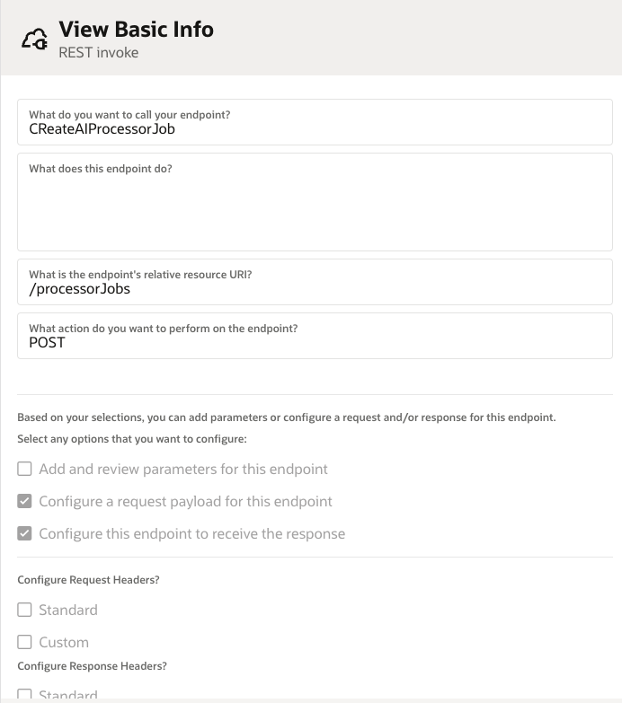 View Basic Info
REST invoke
What do you want to call your endpoint?
CReateAIProcessorJob
What does this endpoint do?
What is the endpoint's relative resource URI?
/processorJobs
What action do you want to perform on the endpoint?
POST
Based on your selections, you can add parameters or configure a request and/or response for this endpoint.
Select any options that you want to configure:
Add and review parameters for this endpoint
Configure a request payload for this endpoint
Configure this endpoint to receive the response
Configure Request Headers?
Standard
Custom
Configure Response Headers?
Standard